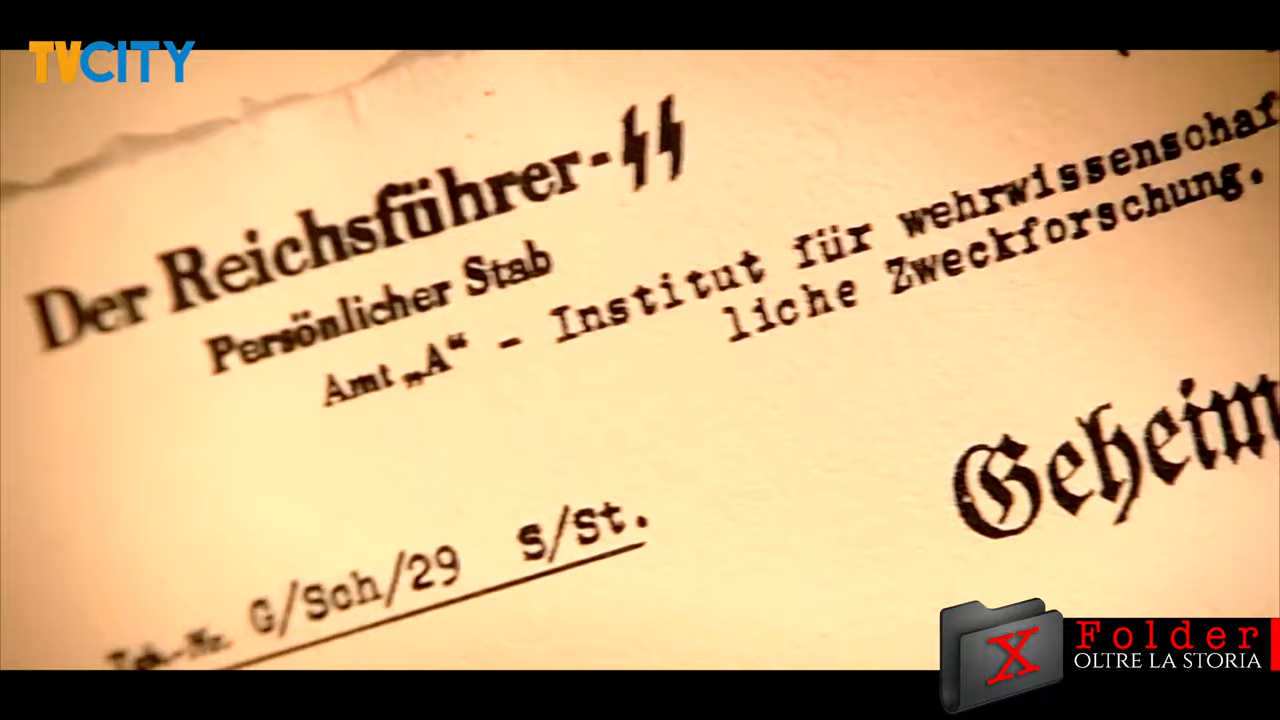 TVCITY
Der Reichsführer-SS
Persönlicher Stab
Amt „A“ - Institut für wehrwissenschaf
liche Zweckforschung.
Geheim
G/Sch/29 S/St.
X Folder
OLTRE LA STORIA